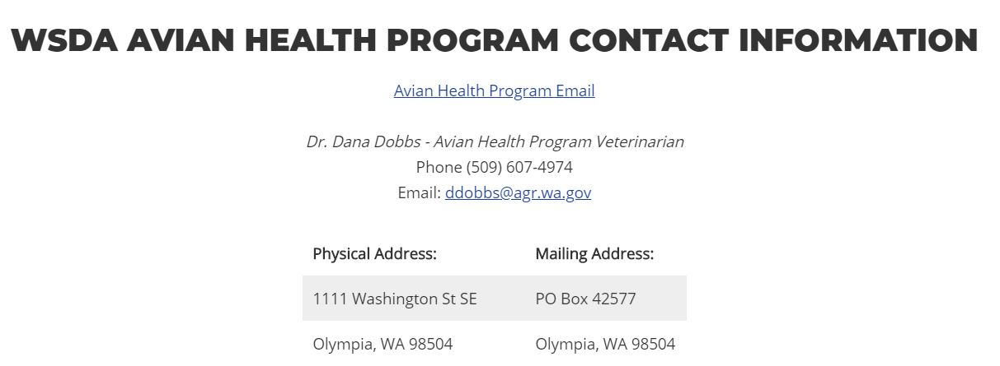 WSDA AVIAN HEALTH PROGRAM CONTACT INFORMATION
Avian Health Program Email
Dr. Dana Dobbs - Avian Health Program Veterinarian
Phone (509) 607-4974
Email: ddobbs@agr.wa.gov
Physical Address: Mailing Address:
1111 Washington St SE PO Box 42577
Olympia, WA 98504 Olympia, WA 98504